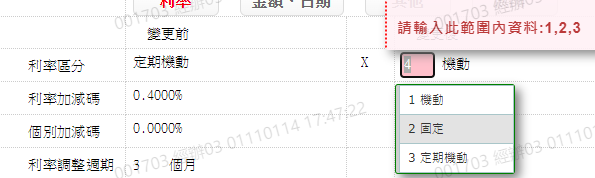 利率
金額、日期
其他
請輸入此範圍內資料:1,2,3
變更前
利率區分 定期機動 X 4 機動
利率加減碼 0.4000%
1 機動
個別加減碼 0.0000%
2 固定
利率調整週期 3 個月
3 定期機動
001703 經辦03 01110114 17:47:22